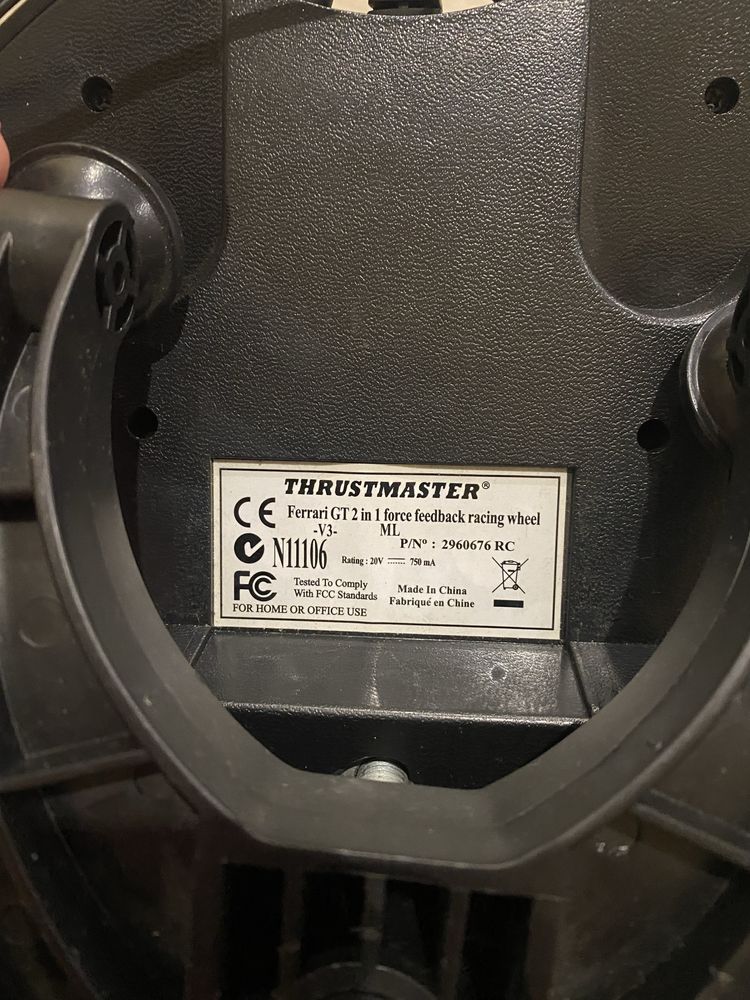 THRUSTMASTER®
CE Ferrari GT 2 in 1 force feedback racing wheel
-V3- ML
N11106 P/Nº : 2960676 RC
Rating : 20V 750 mA
FC Tested To Comply
With FCC Standards
Made In China
Fabriqué en Chine
FOR HOME OR OFFICE USE